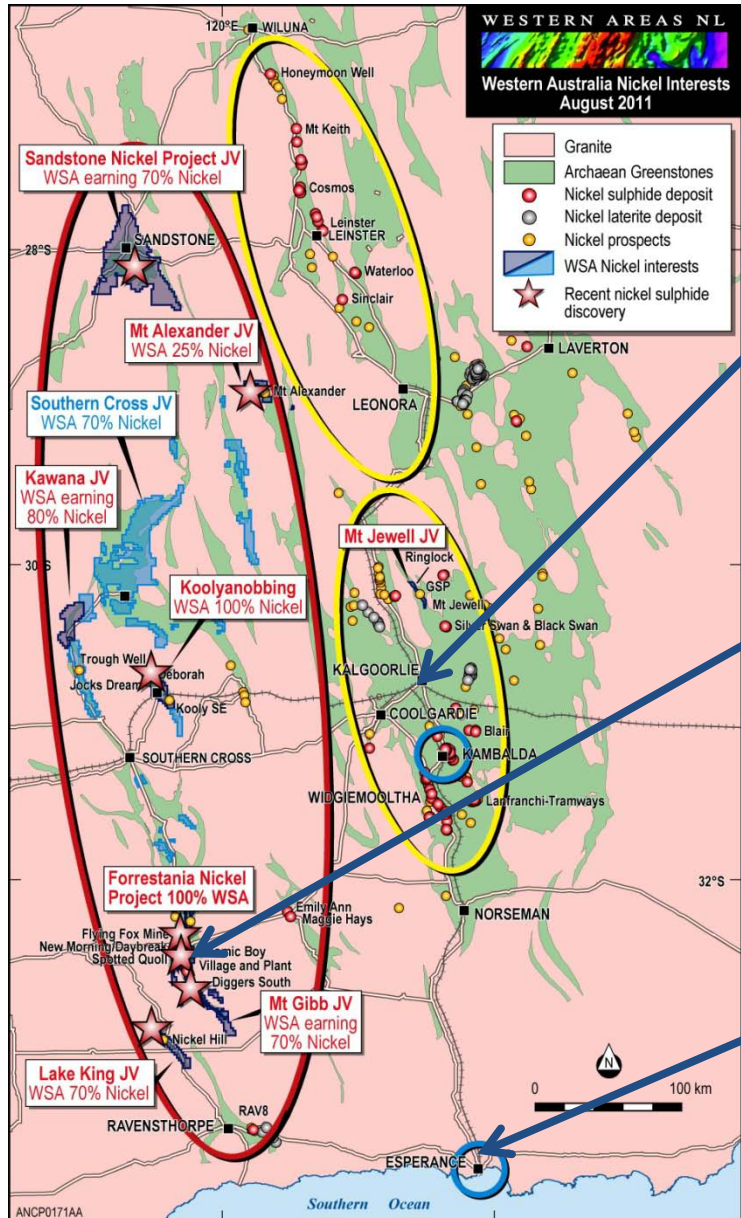 WESTERN AREAS NL
Western Australia Nickel Interests
August 2011
Granite
Archaean Greenstones
Nickel sulphide deposit
Nickel laterite deposit
Nickel prospects
WSA Nickel interests
Recent nickel sulphide
discovery
120°E
WILUNA
Honeymoon Well
Mt Keith
Sandstone Nickel Project JV
WSA earning 70% Nickel
Cosmos
Leinster
LEINSTER
28°S
SANDSTONE
Waterloo
Sinclair
Mt Alexander JV
WSA 25% Nickel
LAVERTON
Mt Alexander
LEONORA
Southern Cross JV
WSA 70% Nickel
Kawana JV
WSA earning
80% Nickel
Mt Jewell JV
Ringlock
30°S
GSP
Mt Jewell
Koolyanobbing
WSA 100% Nickel
Silver Swan & Black Swan
Trough Well
Deborah
Jocks Dream
Kooly SE
KALGOORLIE
COOLGARDIE
Blair
SOUTHERN CROSS
KAMBALDA
WIDGIEMOOLTHA
Lanfranchi-Tramways
32°S
Forrestania Nickel
Project 100% WSA
Emily Ann
Maggie Hays
NORSEMAN
Flying Fox Mine
New Morning/Daybreak
Spotted Quoll
Cosmic Boy
Village and Plant
Diggers South
Mt Gibb JV
WSA earning
70% Nickel
Nickel Hill
Lake King JV
WSA 70% Nickel
N
0 100 km
RAV8
RAVENSTHORPE
ESPERANCE
Southern Ocean
ANCP0171AA